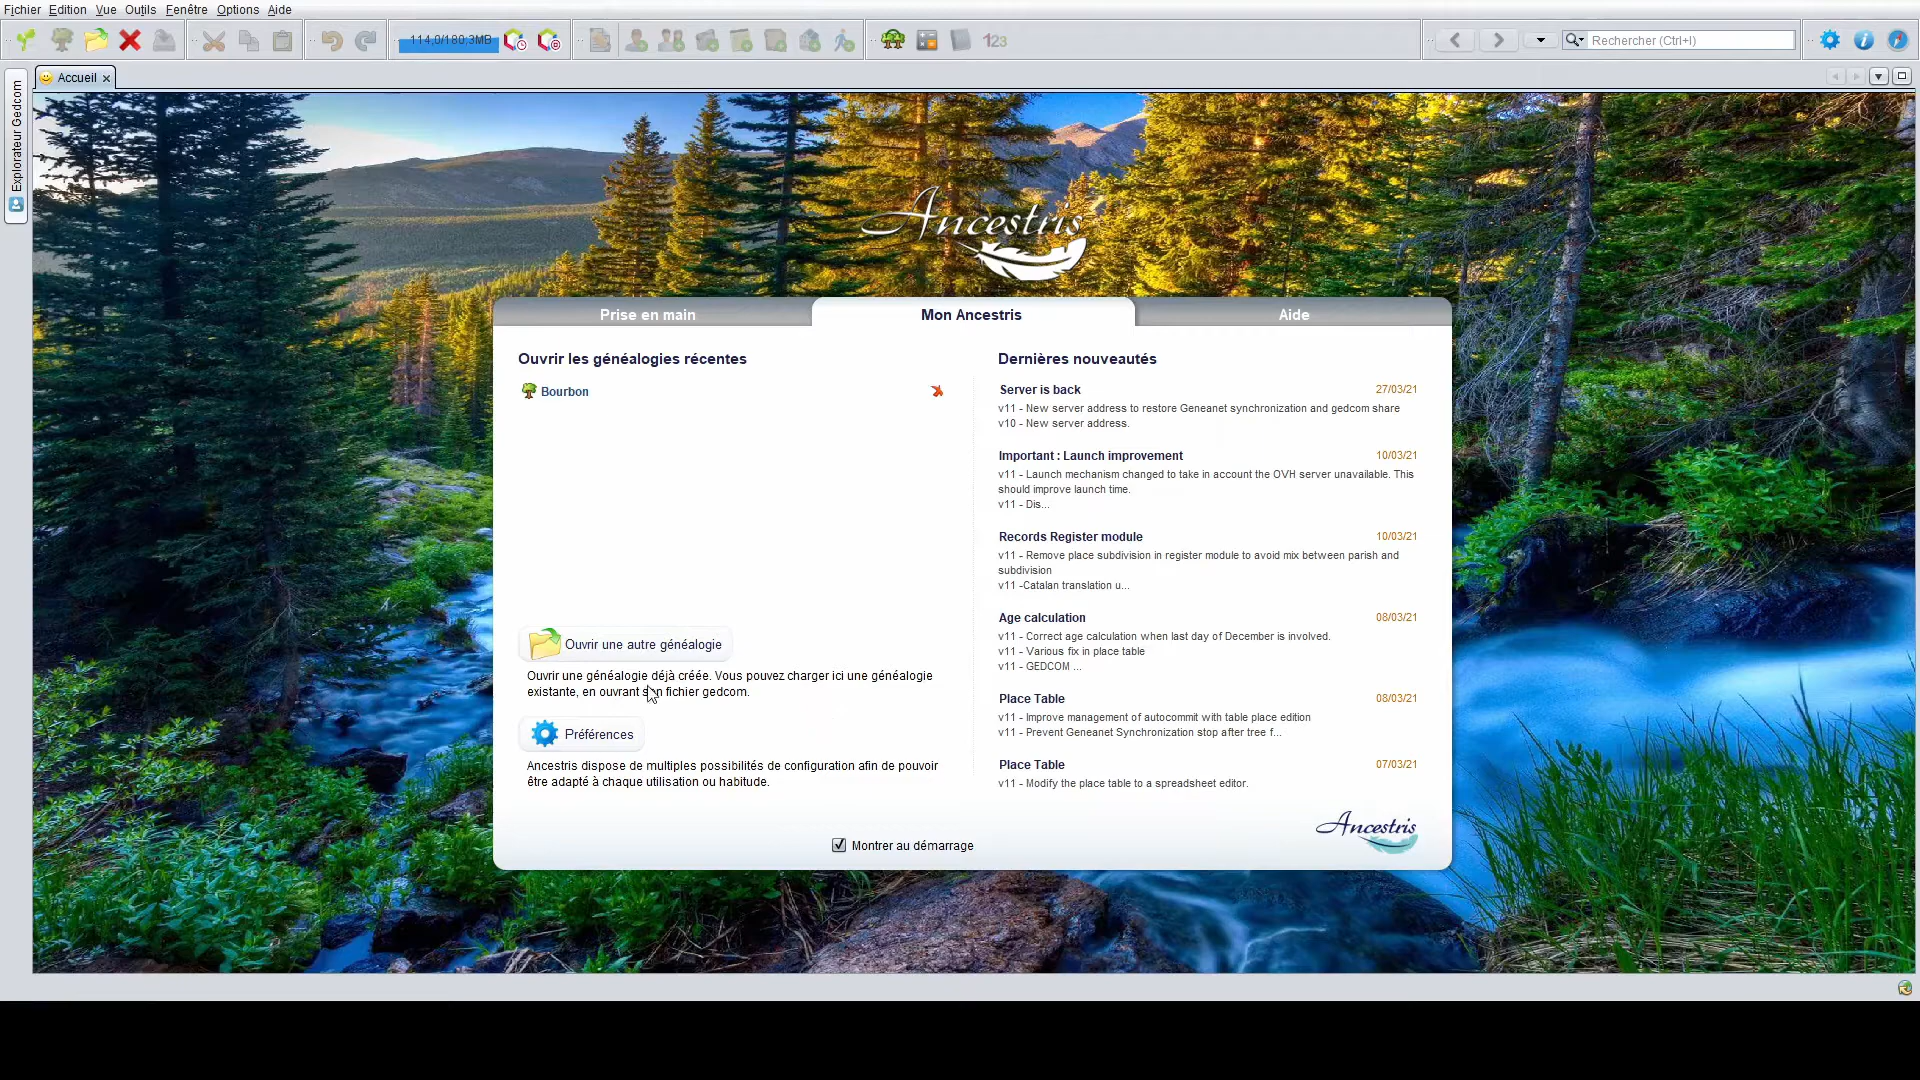 Fichier Edition Vue Outils Fenêtre Options Aide
114,0/180,3MB
123
Rechercher (Ctrl+I)
Accueil
Explorateur Gedcom
Ancestris
Prise en main
Mon Ancestris
Aide
Ouvrir les généalogies récentes
Bourbon
Ouvrir une autre généalogie
Ouvrir une généalogie déjà créée. Vous pouvez charger ici une généalogie
existante, en ouvrant son fichier gedcom.
Préférences
Ancestris dispose de multiples possibilités de configuration afin de pouvoir
être adapté à chaque utilisation ou habitude.
Dernières nouveautés
Server is back 27/03/21
v11 - New server address to restore Geneanet synchronization and gedcom share
v10 - New server address.
Important : Launch improvement 10/03/21
v11 - Launch mechanism changed to take in account the OVH server unavailable. This
should improve launch time.
v11 - Dis...
Records Register module 10/03/21
v11 - Remove place subdivision in register module to avoid mix between parish and
subdivision
v11 -Catalan translation u...
Age calculation 08/03/21
v11 - Correct age calculation when last day of December is involved.
v11 - Various fix in place table
v11 - GEDCOM ...
Place Table 08/03/21
v11 - Improve management of autocommit with table place edition
v11 - Prevent Geneanet Synchronization stop after tree f...
Place Table 07/03/21
v11 - Modify the place table to a spreadsheet editor.
Ancestris
Montrer au démarrage